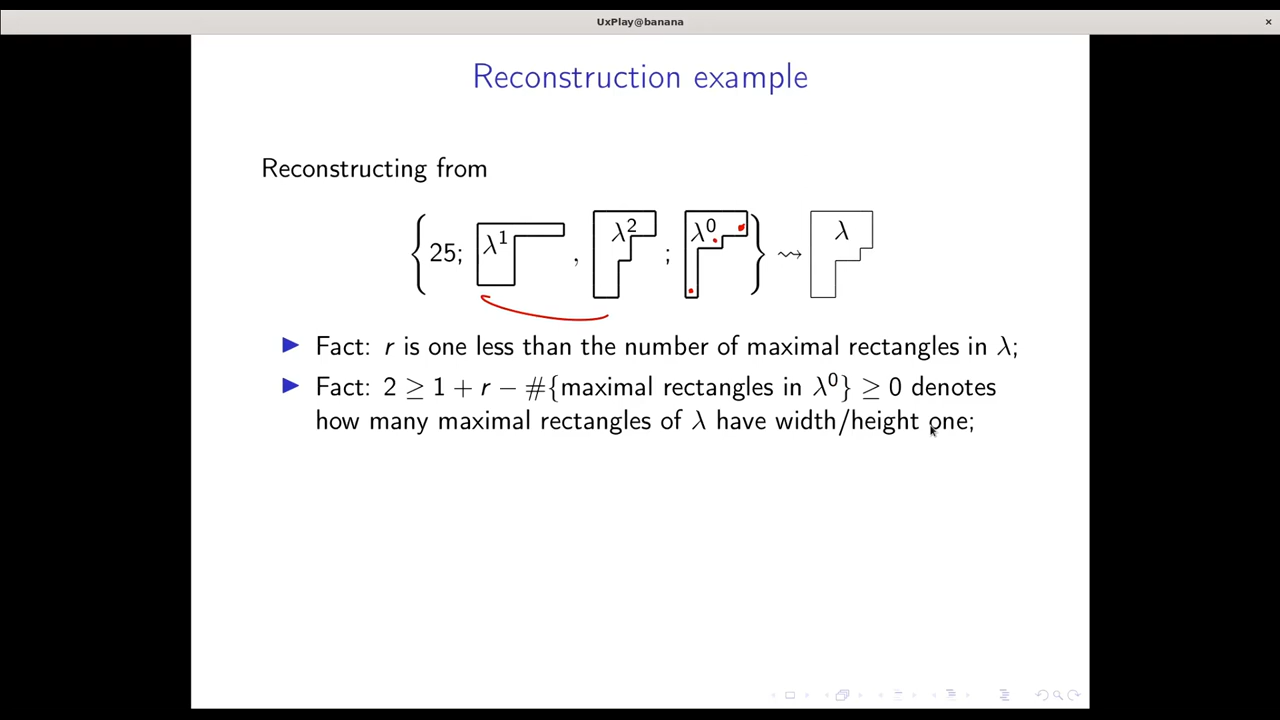 UxPlay@banana
×
Reconstruction example
Reconstructing from
{25; λ¹, λ²; λ⁰} ⇝ λ
▶ Fact: r is one less than the number of maximal rectangles in λ;
▶ Fact: 2 ≥ 1 + r − #{maximal rectangles in λ⁰} ≥ 0 denotes
how many maximal rectangles of λ have width/height one;